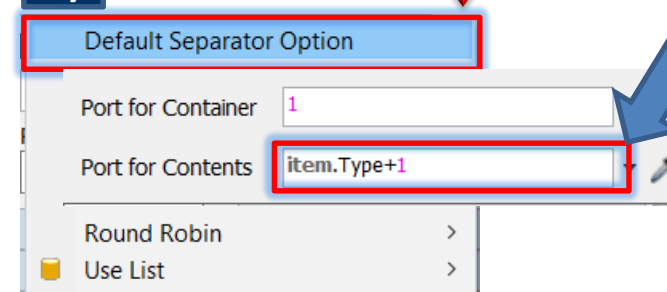 Default Separator Option
Port for Container 1
Port for Contents item.Type+1
Round Robin >
Use List >